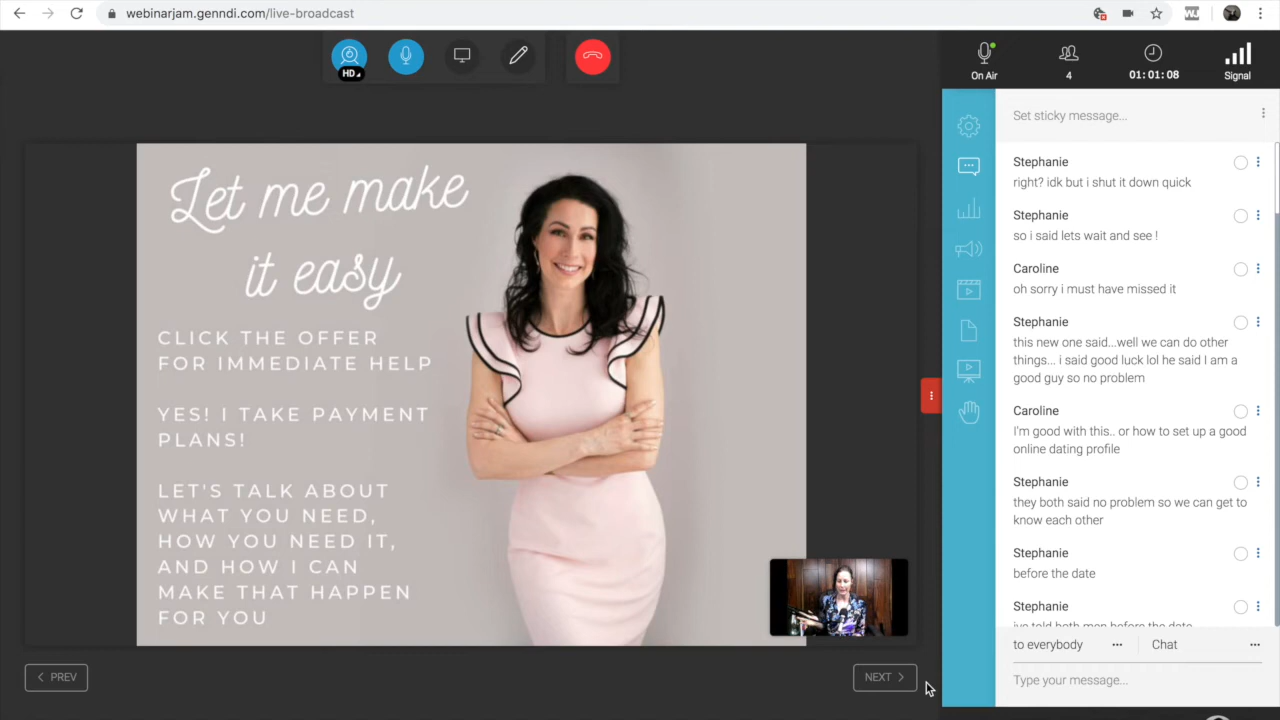 webinarjam.genndi.com/live-broadcast
HD
On Air
4
01:01:08
Signal
Let me make
it easy
CLICK THE OFFER
FOR IMMEDIATE HELP
YES! I TAKE PAYMENT
PLANS!
LET'S TALK ABOUT
WHAT YOU NEED,
HOW YOU NEED IT,
AND HOW I CAN
MAKE THAT HAPPEN
FOR YOU
PREV
NEXT
Set sticky message...
Stephanie
right? idk but i shut it down quick
Stephanie
so i said lets wait and see !
Caroline
oh sorry i must have missed it
Stephanie
this new one said...well we can do other
things... i said good luck lol he said I am a
good guy so no problem
Caroline
I'm good with this.. or how to set up a good
online dating profile
Stephanie
they both said no problem so we can get to
know each other
Stephanie
before the date
Stephanie
ive told both men before the date
to everybody
Chat
Type your message...